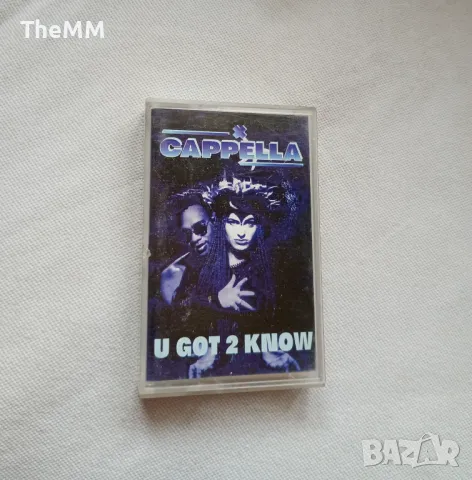 TheMM
CAPPELLA
U GOT 2 KNOW
BAZAR